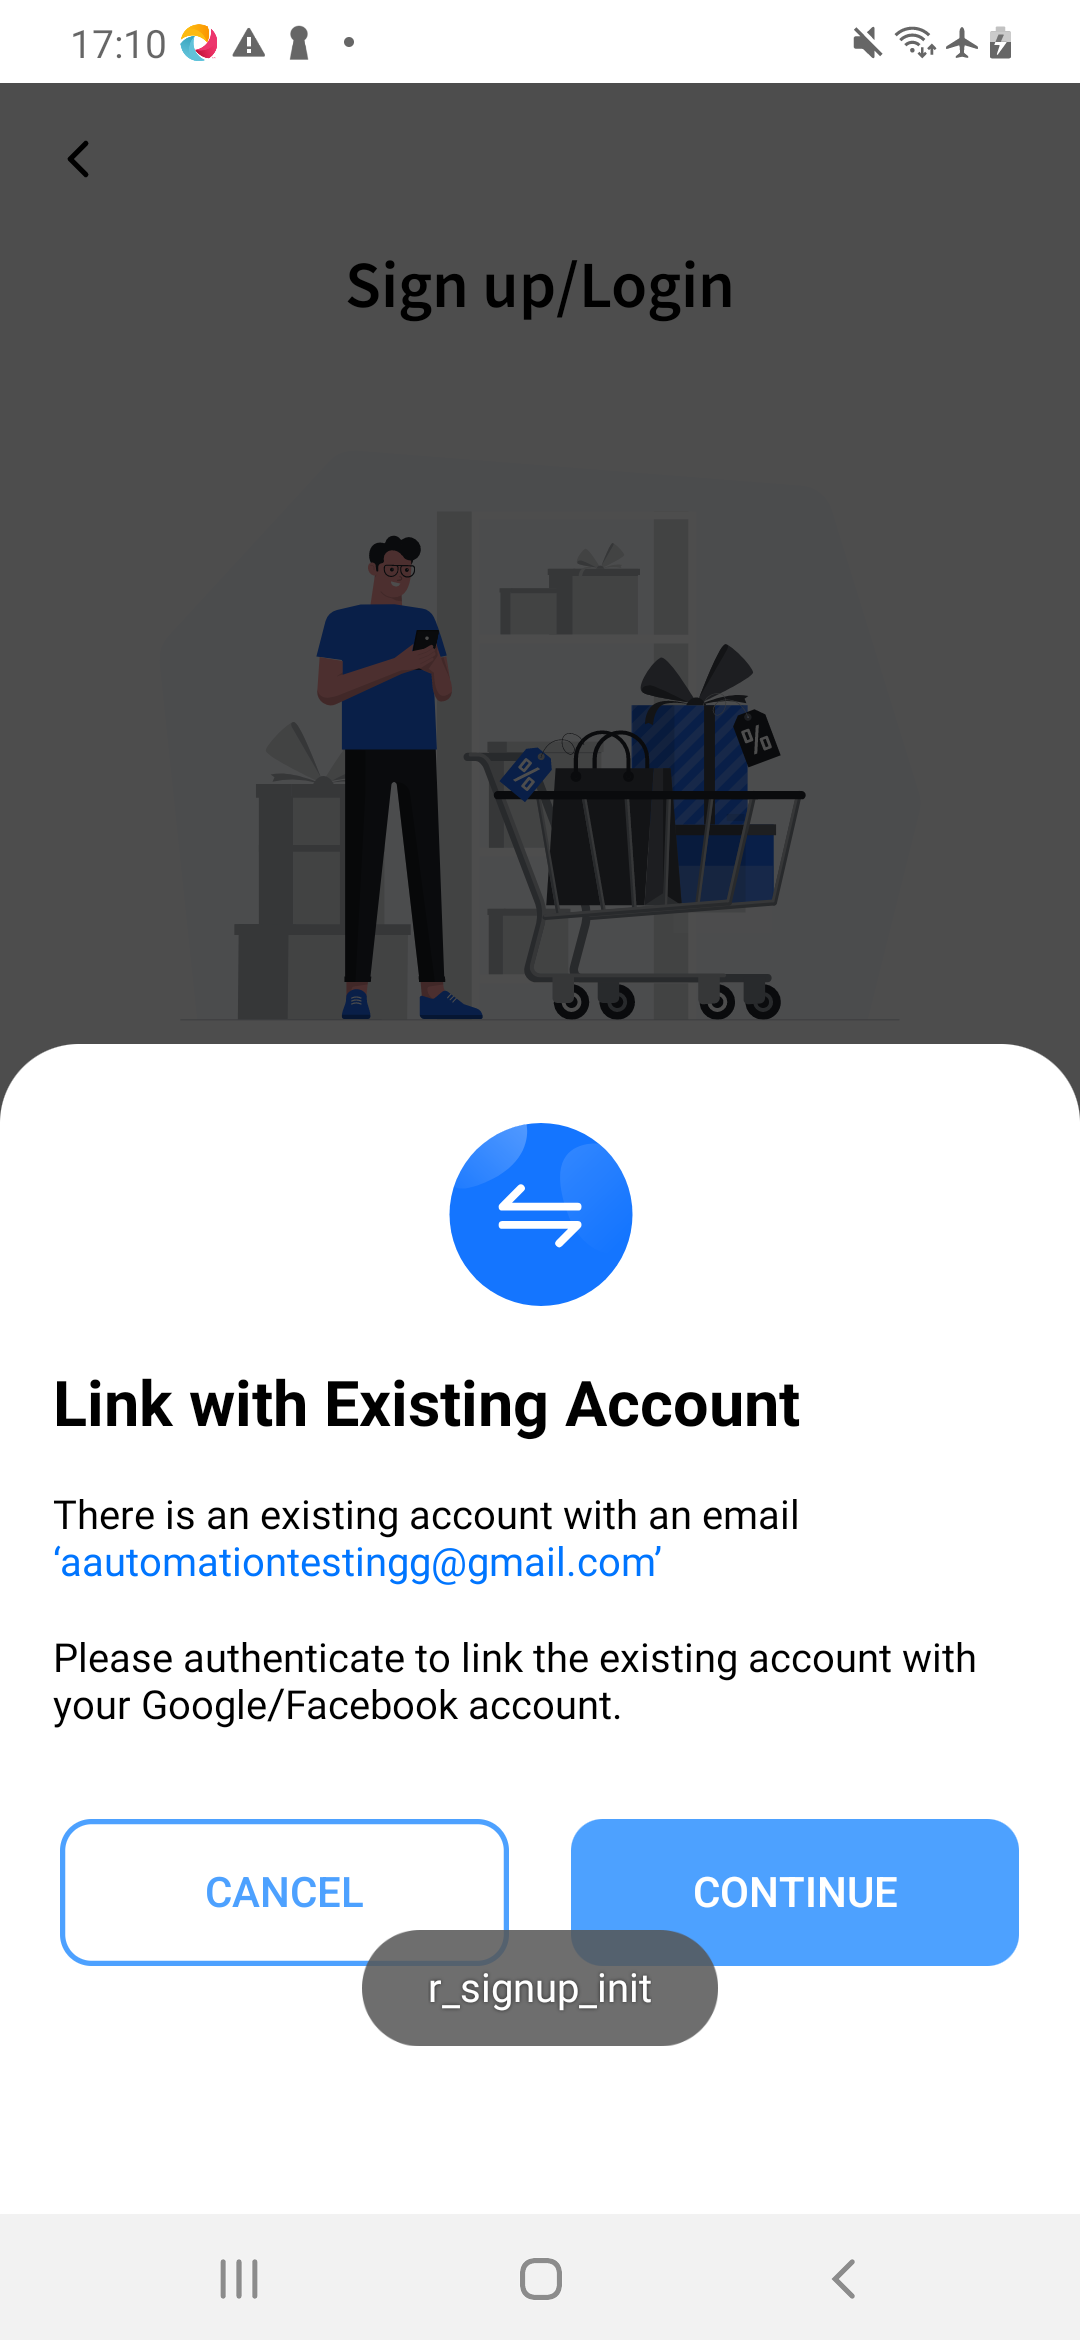 17:10
Sign up/Login
%
%
Link with Existing Account
There is an existing account with an email
‘aautomationtestingg@gmail.com’
Please authenticate to link the existing account with
your Google/Facebook account.
CANCEL
CONTINUE
r_signup_init